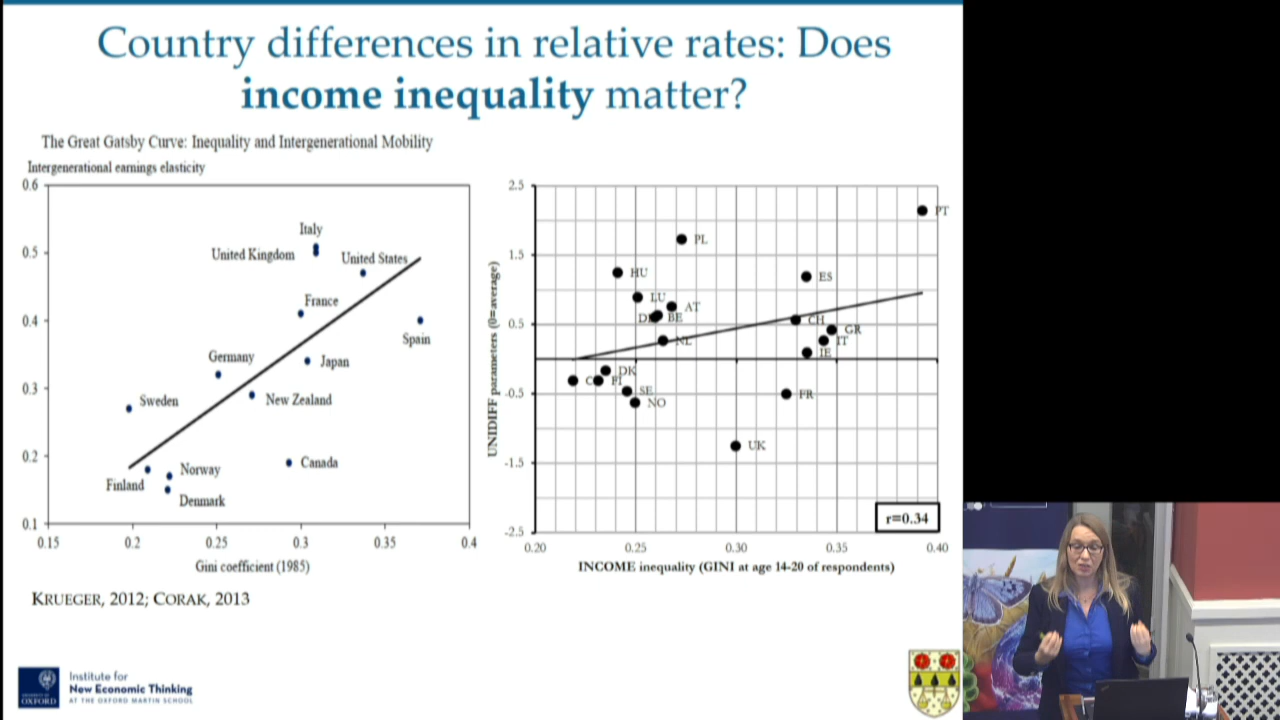 Country differences in relative rates: Does
income inequality matter?
The Great Gatsby Curve: Inequality and Intergenerational Mobility
Intergenerational earnings elasticity
0.6
0.5
0.4
0.3
0.2
0.1
0.15
0.2
0.25
0.3
0.35
0.4
Italy
United Kingdom
United States
France
Spain
Germany
Japan
New Zealand
Sweden
Canada
Norway
Finland
Denmark
Gini coefficient (1985)
UNIDIFF parameters (0=average)
2.5
1.5
0.5
-0.5
-1.5
-2.5
0.20
0.25
0.30
0.35
0.40
PT
PL
HU
ES
LU
AT
BE
CH
GR
NL
IT
IE
DK
FI
SE
NO
FR
UK
r=0.34
INCOME inequality (GINI at age 14-20 of respondents)
KRUEGER, 2012; CORAK, 2013
UNIVERSITY OF
OXFORD
Institute for
New Economic Thinking
AT THE OXFORD MARTIN SCHOOL